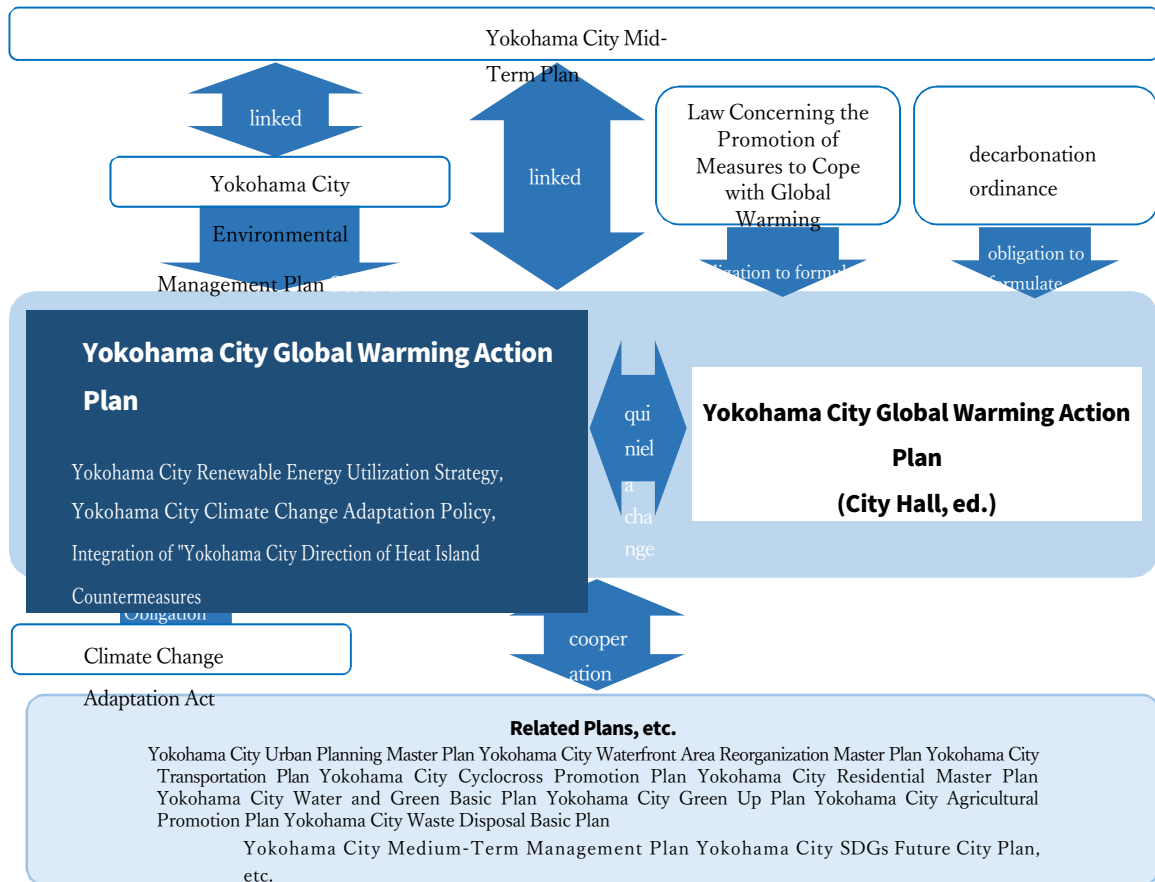 Yokohama City Mid-
Term Plan
linked
linked
Law Concerning the
Promotion of
Measures to Cope
with Global
Warming
decarbonation
ordinance
Yokohama City
Environmental
Management Plan
obligation to
formulate
Yokohama City Global Warming Action
Plan
Yokohama City Renewable Energy Utilization Strategy,
Yokohama City Climate Change Adaptation Policy,
Integration of "Yokohama City Direction of Heat Island
Countermeasures
qui
niel
a
cha
nge
Yokohama City Global Warming Action
Plan
(City Hall, ed.)
Obligation
Climate Change
Adaptation Act
cooper
ation
Related Plans, etc.
Yokohama City Urban Planning Master Plan Yokohama City Waterfront Area Reorganization Master Plan Yokohama City
Transportation Plan Yokohama City Cyclocross Promotion Plan Yokohama City Residential Master Plan
Yokohama City Water and Green Basic Plan Yokohama City Green Up Plan Yokohama City Agricultural
Promotion Plan Yokohama City Waste Disposal Basic Plan
Yokohama City Medium-Term Management Plan Yokohama City SDGs Future City Plan,
etc.